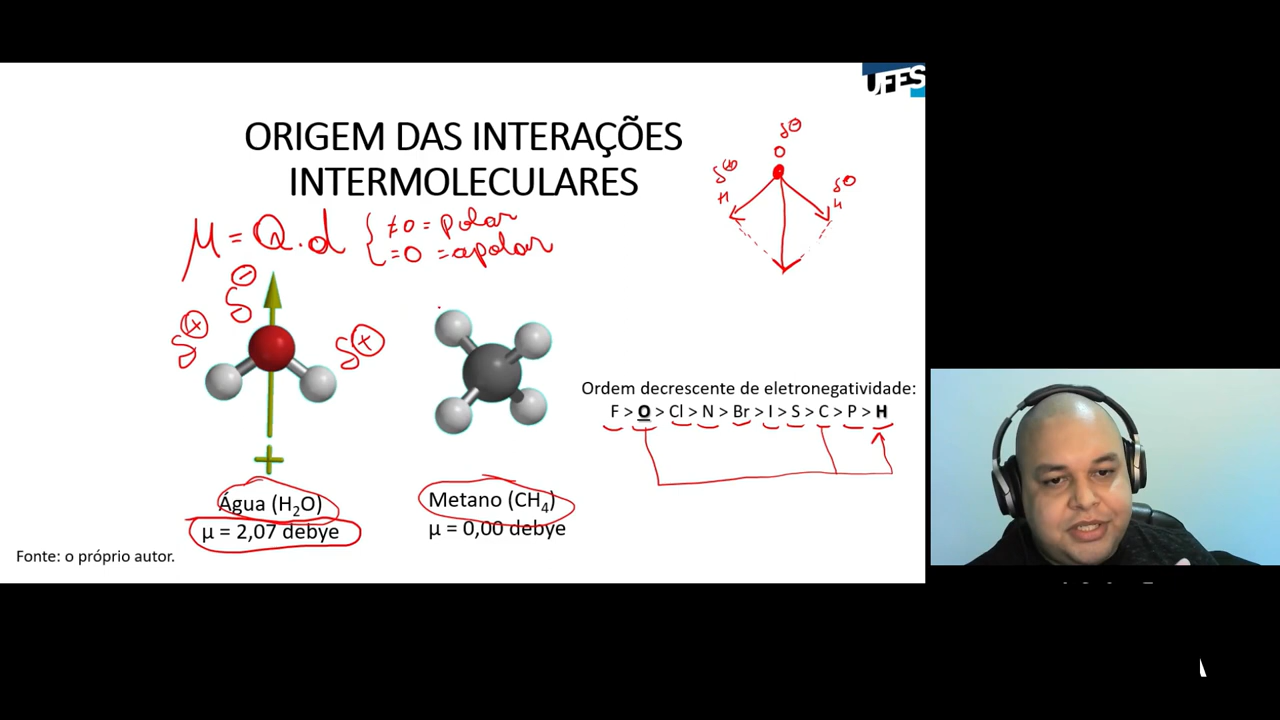 UFES
ORIGEM DAS INTERAÇÕES
INTERMOLECULARES
μ = Q.d { ≠0 = polar
=0 = apolar
δ⊖
O
δ⊕
H
δ⊕
H
δ⊖
δ⊕
δ⊕
Ordem decrescente de eletronegatividade:
F > O > Cl > N > Br > I > S > C > P > H
+
Água (H₂O)
μ = 2,07 debye
Metano (CH₄)
μ = 0,00 debye
Fonte: o próprio autor.